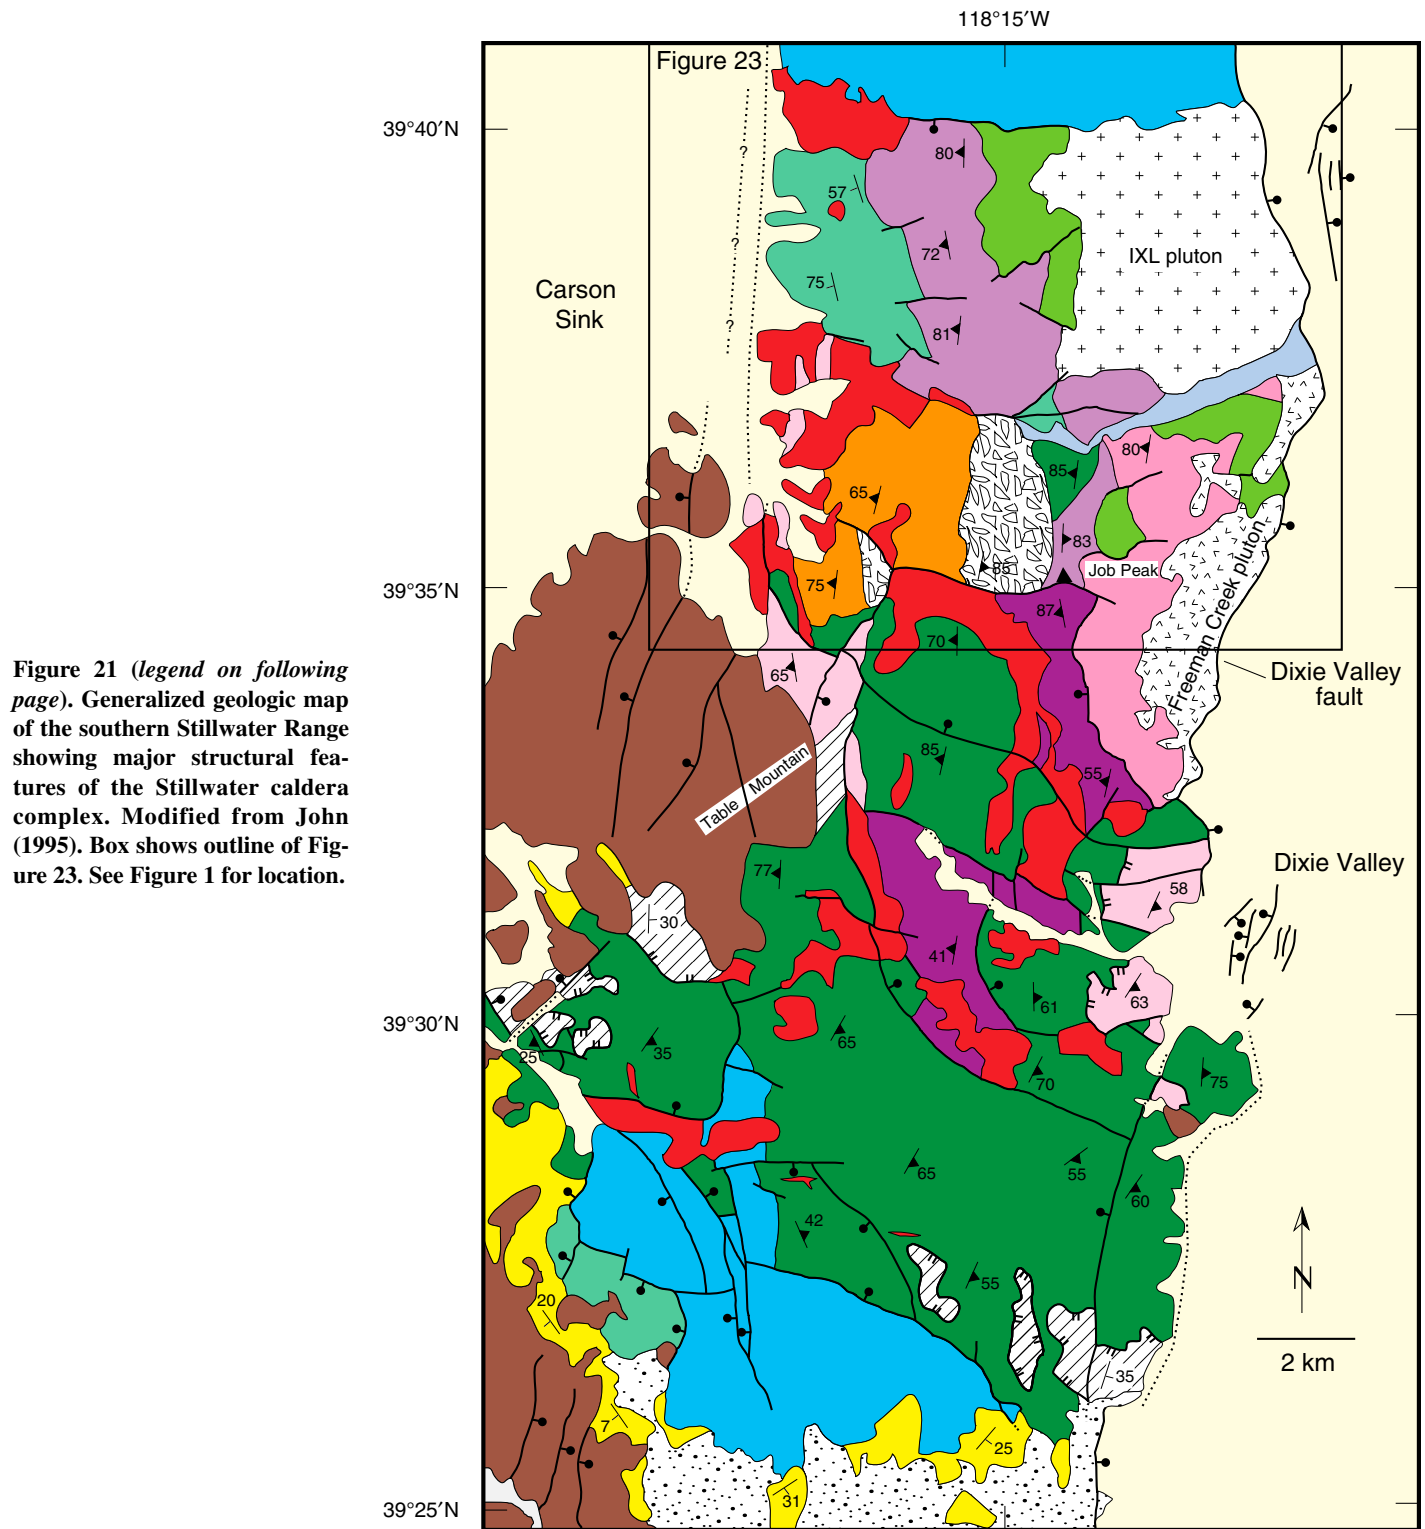 118°15′W
Figure 23
39°40′N
80
57
?
72
?
IXL pluton
75
Carson
Sink
?
81
80
85
65
83
85
Job Peak
75
39°35′N
87
70
Freeman Creek pluton
65
Dixie Valley
fault
Figure 21 (legend on following
page). Generalized geologic map
of the southern Stillwater Range
showing major structural fea-
tures of the Stillwater caldera
complex. Modified from John
(1995). Box shows outline of Fig-
ure 23. See Figure 1 for location.
85
55
Table Mountain
Dixie Valley
77
58
30
41
63
61
39°30′N
65
35
25
70
75
65
55
60
42
55
20
N
2 km
35
7
25
31
39°25′N